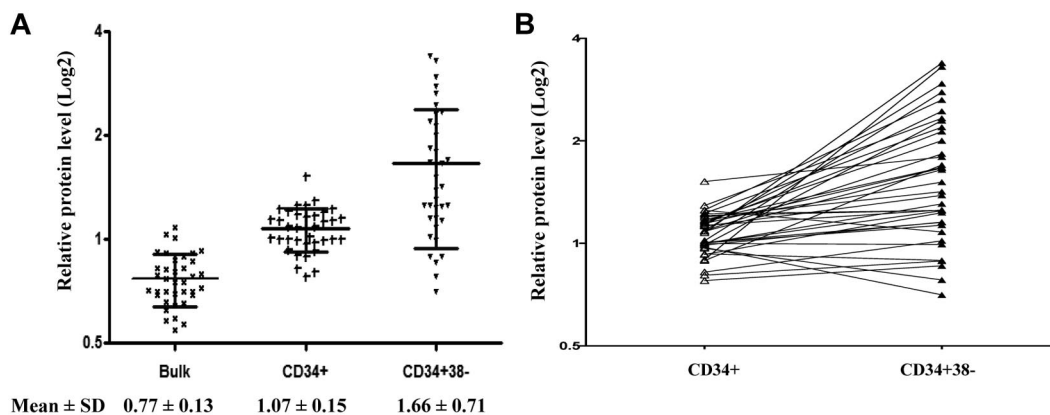 A
Relative protein level (Log2)
4
2
1
0.5
Bulk CD34+ CD34+38-
Mean ± SD 0.77 ± 0.13 1.07 ± 0.15 1.66 ± 0.71
B
Relative protein level (Log2)
4
2
1
0.5
CD34+ CD34+38-